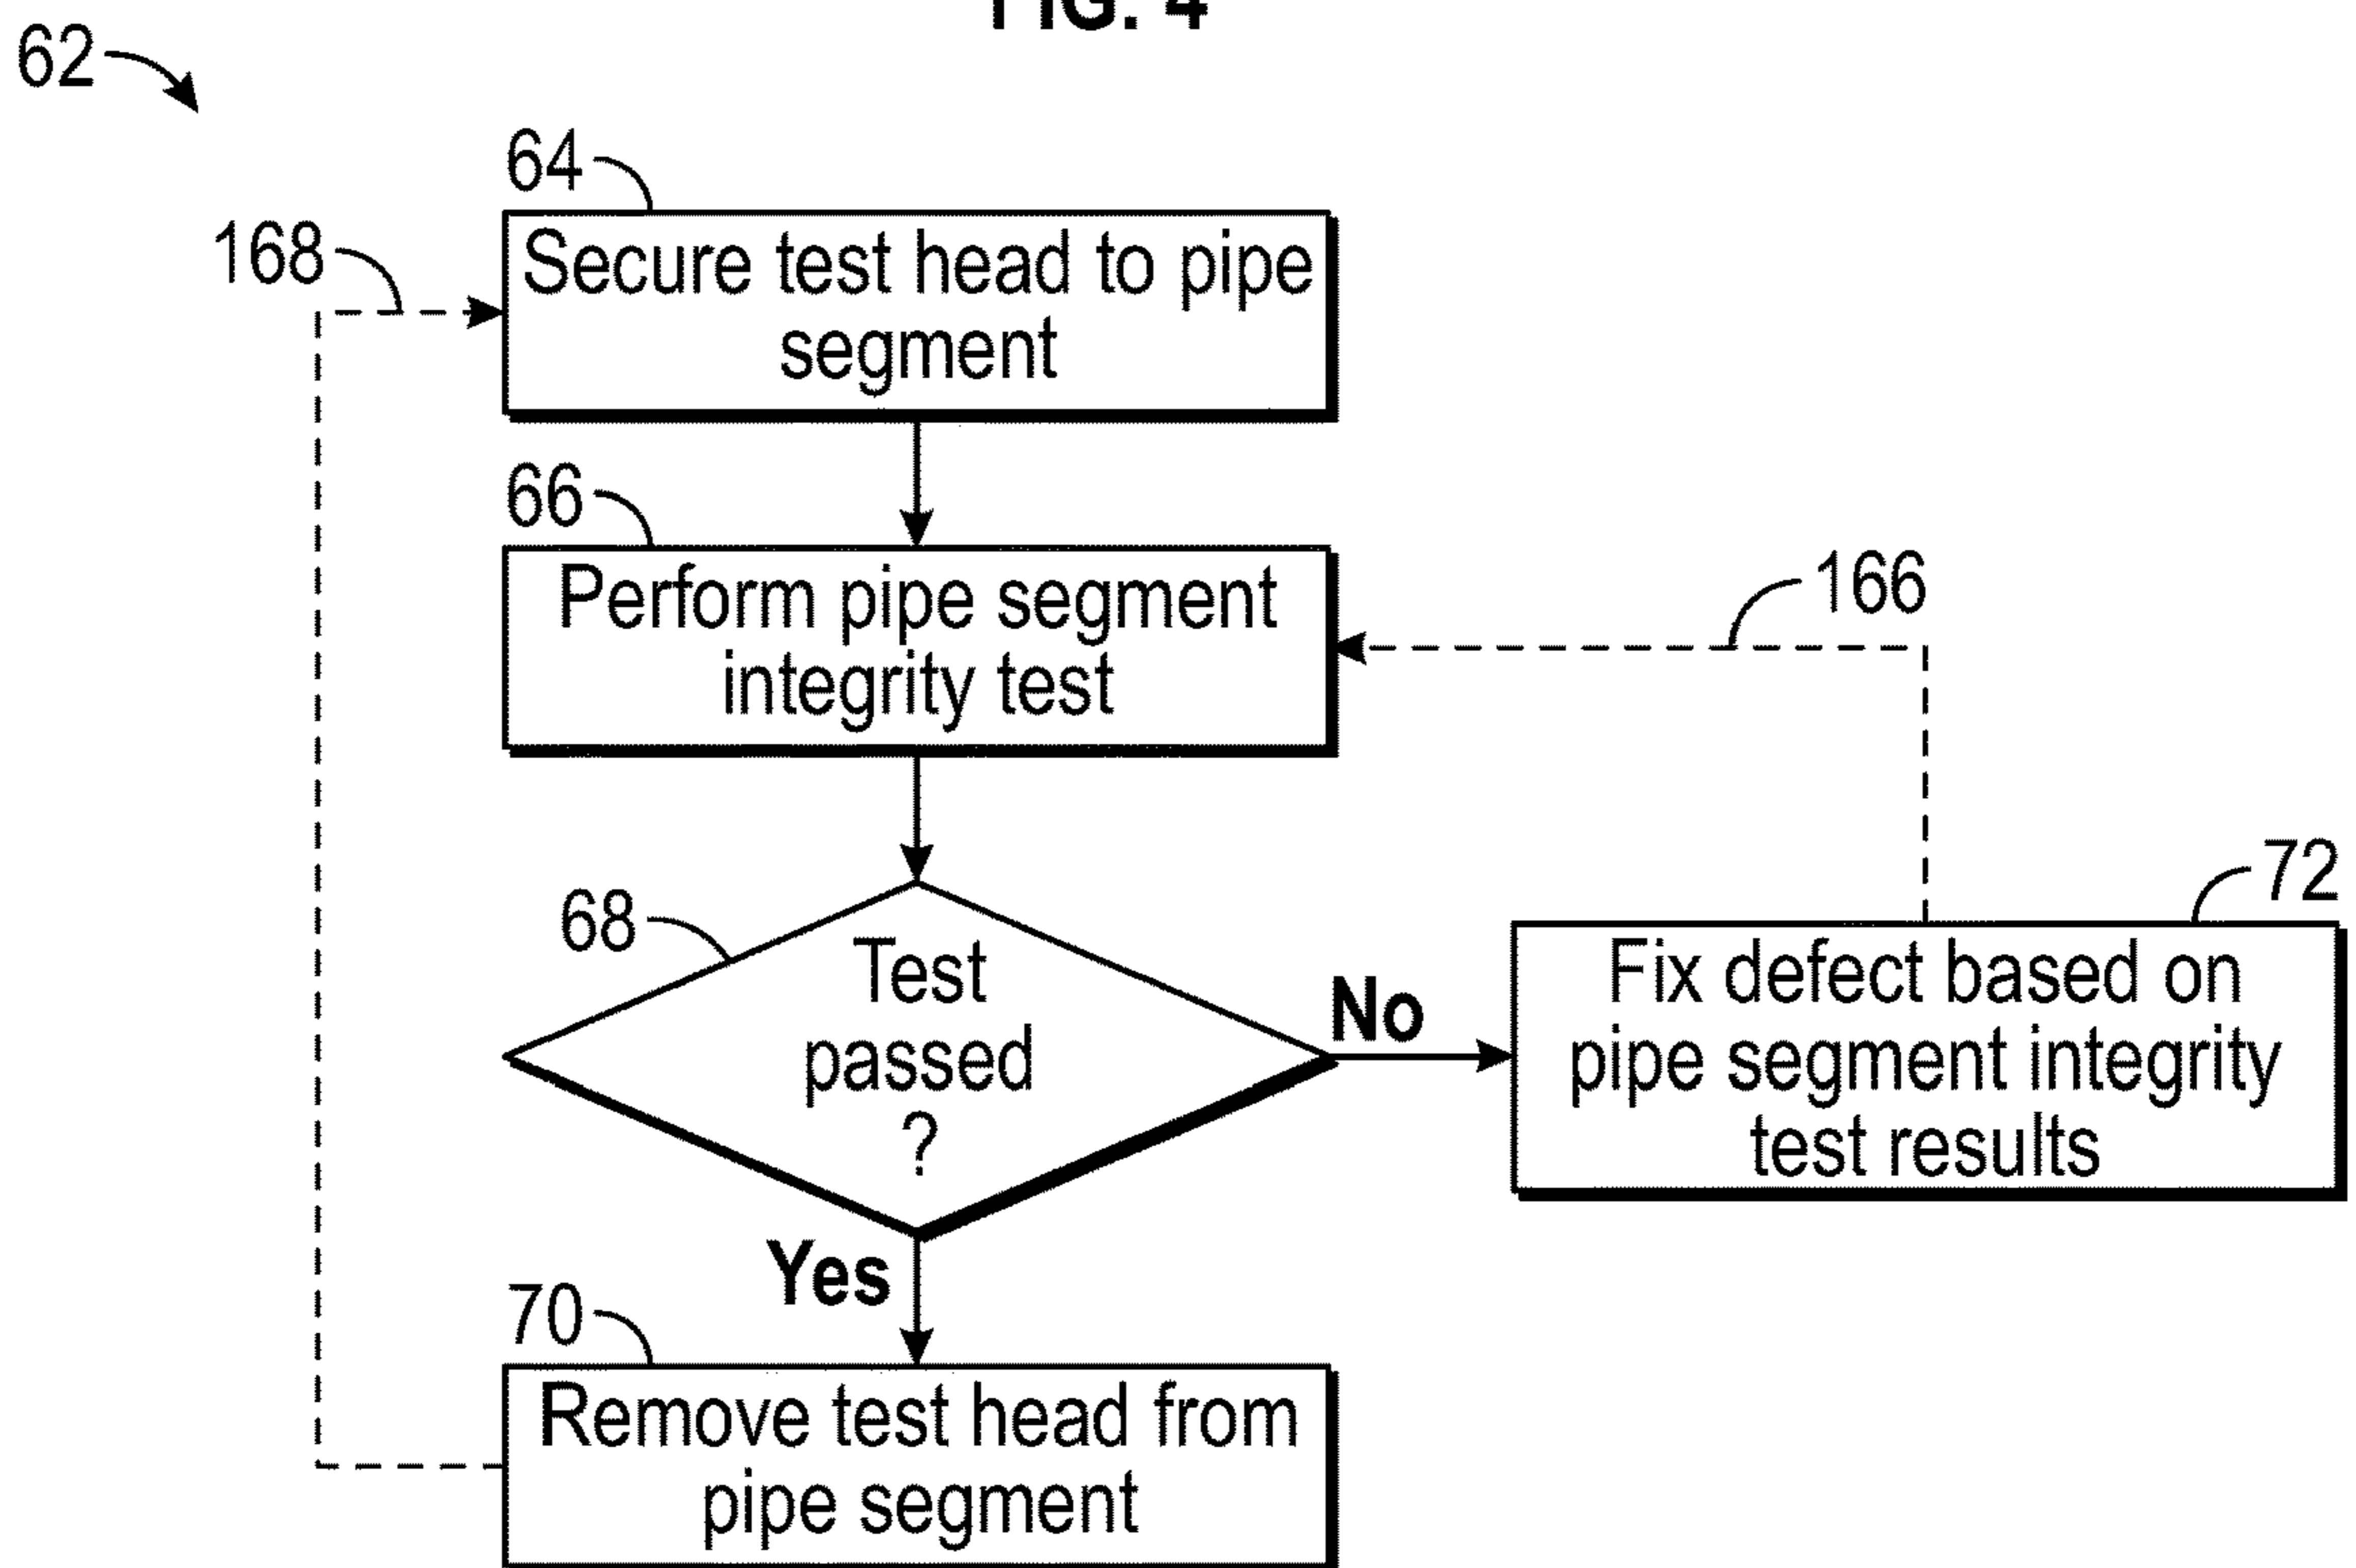 FIG. 4
62
64
168
Secure test head to pipe
segment
66
Perform pipe segment
integrity test
166
68
Test
passed
?
No
72
Fix defect based on
pipe segment integrity
test results
Yes
70
Remove test head from
pipe segment